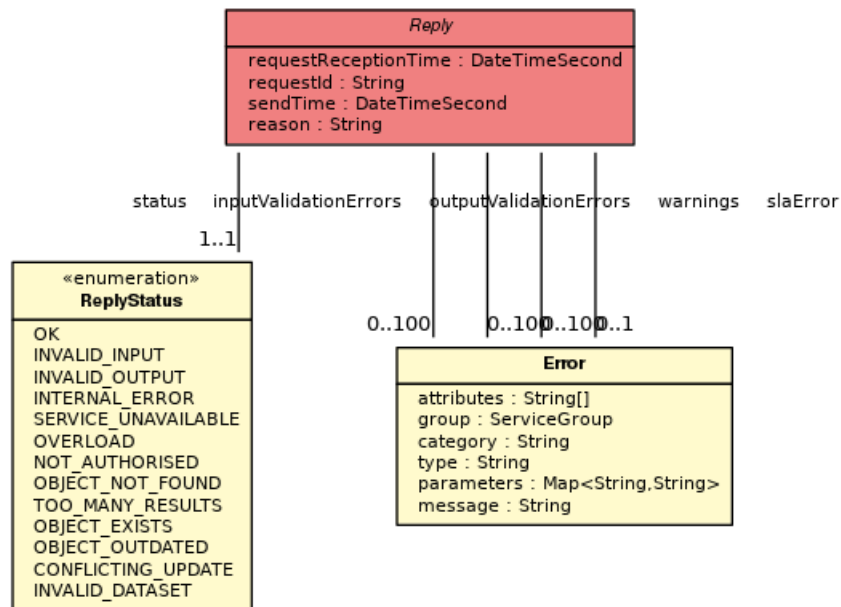 Reply
requestReceptionTime : DateTimeSecond
requestId : String
sendTime : DateTimeSecond
reason : String
status inputValidationErrors outputValidationErrors warnings slaError
1..1
0..100 0..100 0..100 0..1
«enumeration»
ReplyStatus
OK
INVALID_INPUT
INVALID_OUTPUT
INTERNAL_ERROR
SERVICE_UNAVAILABLE
OVERLOAD
NOT_AUTHORISED
OBJECT_NOT_FOUND
TOO_MANY_RESULTS
OBJECT_EXISTS
OBJECT_OUTDATED
CONFLICTING_UPDATE
INVALID_DATASET
Error
attributes : String[]
group : ServiceGroup
category : String
type : String
parameters : Map<String,String>
message : String